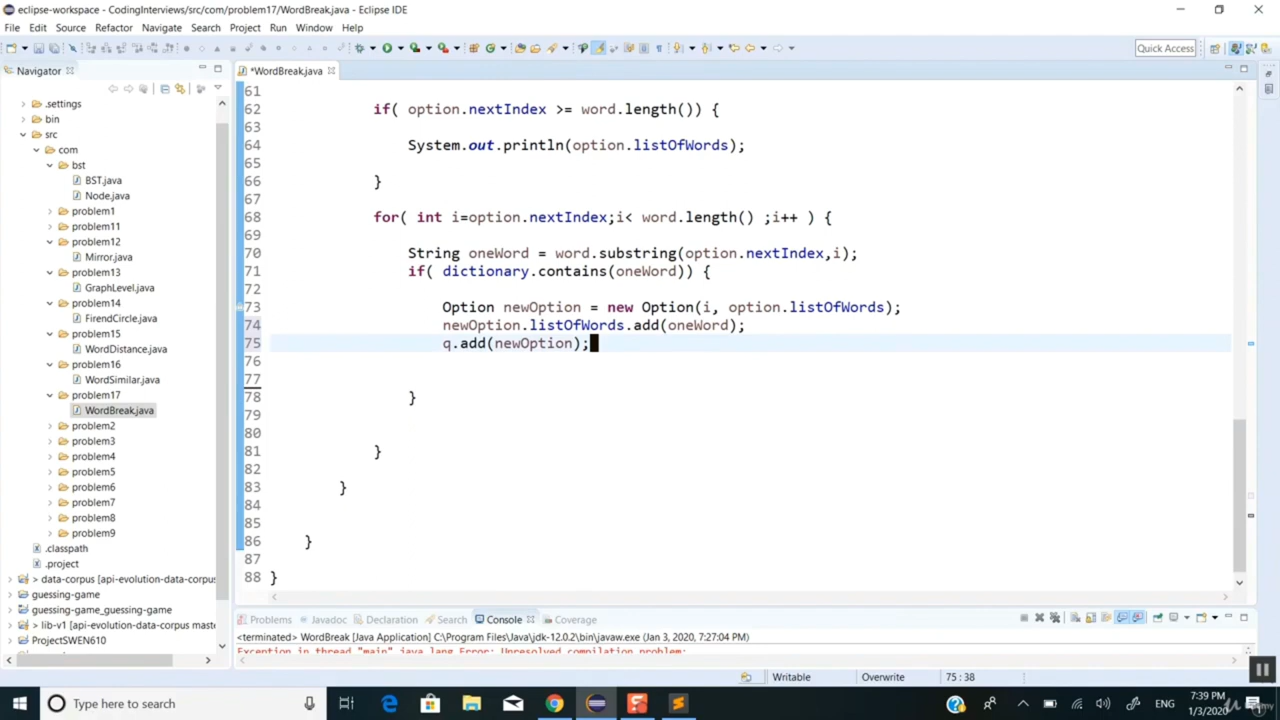 eclipse-workspace - CodingInterviews/src/com/problem17/WordBreak.java - Eclipse IDE
File Edit Source Refactor Navigate Search Project Run Window Help
Quick Access
Navigator
*WordBreak.java
.settings
bin
src
com
bst
BST.java
Node.java
problem1
problem11
problem12
Mirror.java
problem13
GraphLevel.java
problem14
FirendCircle.java
problem15
WordDistance.java
problem16
WordSimilar.java
problem17
WordBreak.java
problem2
problem3
problem4
problem5
problem6
problem7
problem8
problem9
.classpath
.project
> data-corpus [api-evolution-data-corpus
guessing-game
guessing-game_guessing-game
> lib-v1 [api-evolution-data-corpus maste
ProjectSWEN610
61
62 if( option.nextIndex >= word.length()) {
63
64 System.out.println(option.listOfWords);
65
66 }
67
68 for( int i=option.nextIndex;i< word.length() ;i++ ) {
69
70 String oneWord = word.substring(option.nextIndex,i);
71 if( dictionary.contains(oneWord)) {
72
73 Option newOption = new Option(i, option.listOfWords);
74 newOption.listOfWords.add(oneWord);
75 q.add(newOption);
76
77
78 }
79
80
81 }
82
83 }
84
85
86 }
87
88 }
Problems Javadoc Declaration Search Console Coverage
<terminated> WordBreak [Java Application] C:\Program Files\Java\jdk-12.0.2\bin\javaw.exe (Jan 3, 2020, 7:27:04 PM)
Exception in thread "main" java.lang.Error: Unresolved compilation problem:
Writable Overwrite 75 : 38
Type here to search
ENG
7:39 PM
1/3/2020